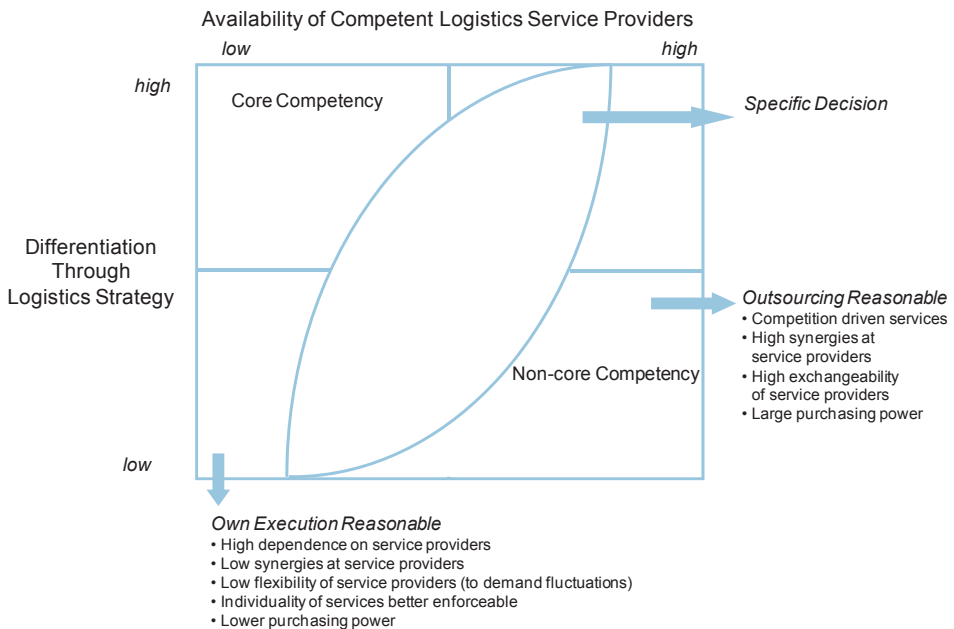 Availability of Competent Logistics Service Providers
low
high
high
Core Competency
Specific Decision
Differentiation
Through
Logistics Strategy
Outsourcing Reasonable
• Competition driven services
• High synergies at
service providers
• High exchangeability
of service providers
• Large purchasing power
Non-core Competency
low
Own Execution Reasonable
• High dependence on service providers
• Low synergies at service providers
• Low flexibility of service providers (to demand fluctuations)
• Individuality of services better enforceable
• Lower purchasing power